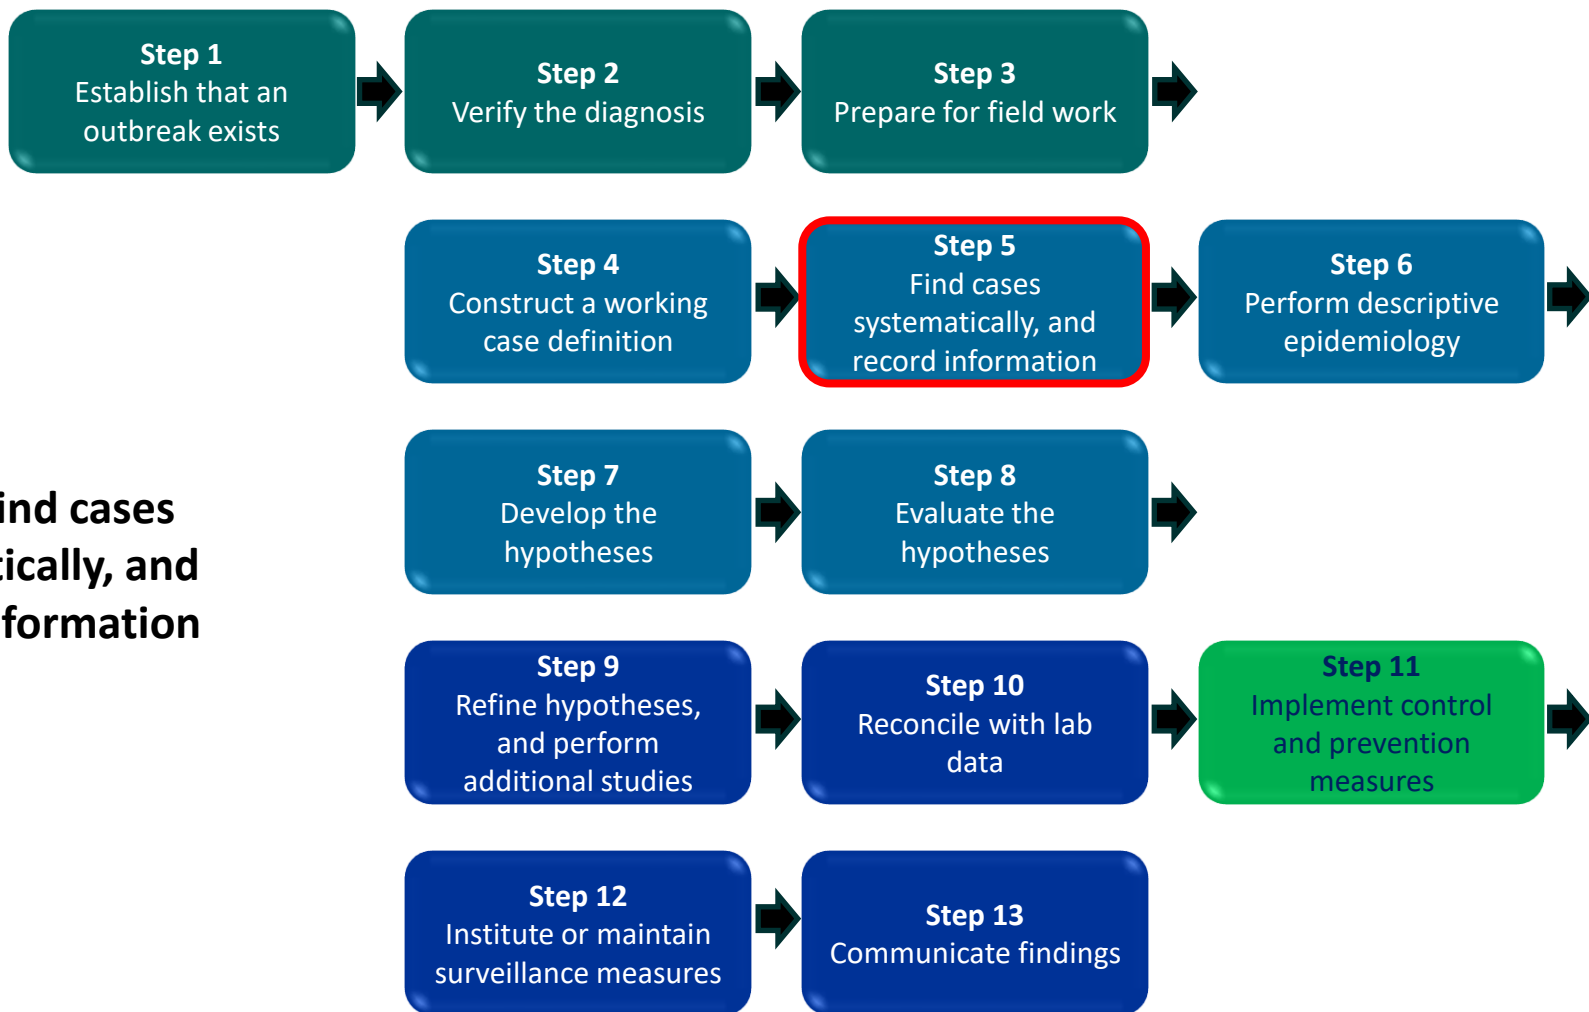 Step 1
Establish that an
outbreak exists
Step 2
Verify the diagnosis
Step 3
Prepare for field work
Step 4
Construct a working
case definition
Step 5
Find cases
systematically, and
record information
Step 6
Perform descriptive
epidemiology
Step 7
Develop the
hypotheses
Step 8
Evaluate the
hypotheses
ind cases
tically, and
formation
Step 9
Refine hypotheses,
and perform
additional studies
Step 10
Reconcile with lab
data
Step 11
Implement control
and prevention
measures
Step 12
Institute or maintain
surveillance measures
Step 13
Communicate findings